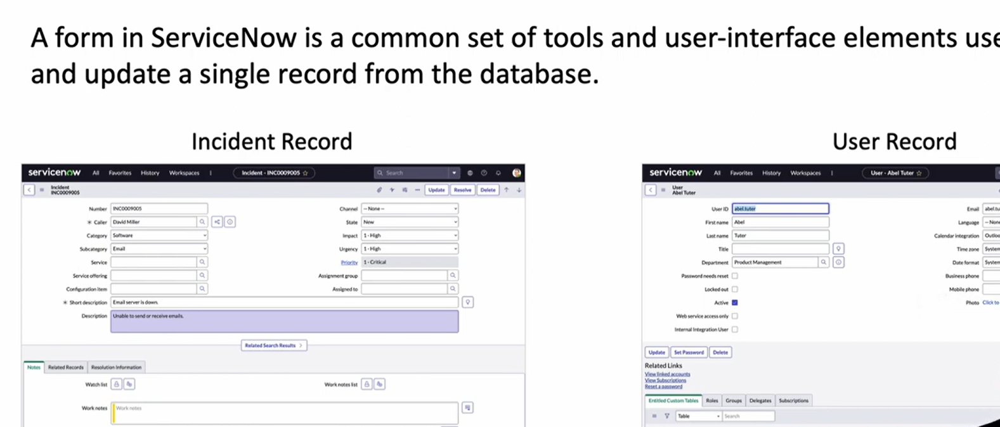 A form in ServiceNow is a common set of tools and user-interface elements use
and update a single record from the database.
Incident Record
servicenow All Favorites History Workspaces Incident - INC0009005 Search
Incident
INC0009005
Update Resolve Delete
Number INC0009005
Channel -- None --
Caller David Miller
State New
Category Software
Impact 1 - High
Subcategory Email
Urgency 1 - High
Service
Priority 1 - Critical
Service offering
Assignment group
Configuration item
Assigned to
Short description Email server is down.
Description Unable to send or receive emails.
Related Search Results
Notes Related Records Resolution Information
Watch list
Work notes list
Work notes Work notes
User Record
servicenow All Favorites History Workspaces User - Abel Tuter
User
Abel Tuter
User ID abel.tuter
Email abel.tu
First name Abel
Language -- None
Last name Tuter
Calendar integration Outloo
Title
Time zone System
Department Product Management
Date format System
Password needs reset
Business phone
Locked out
Mobile phone
Active
Photo Click to
Web service access only
Internal Integration User
Update Set Password Delete
Related Links
View linked accounts
View Subscriptions
Reset a password
Entitled Custom Tables Roles Groups Delegates Subscriptions
Table Search